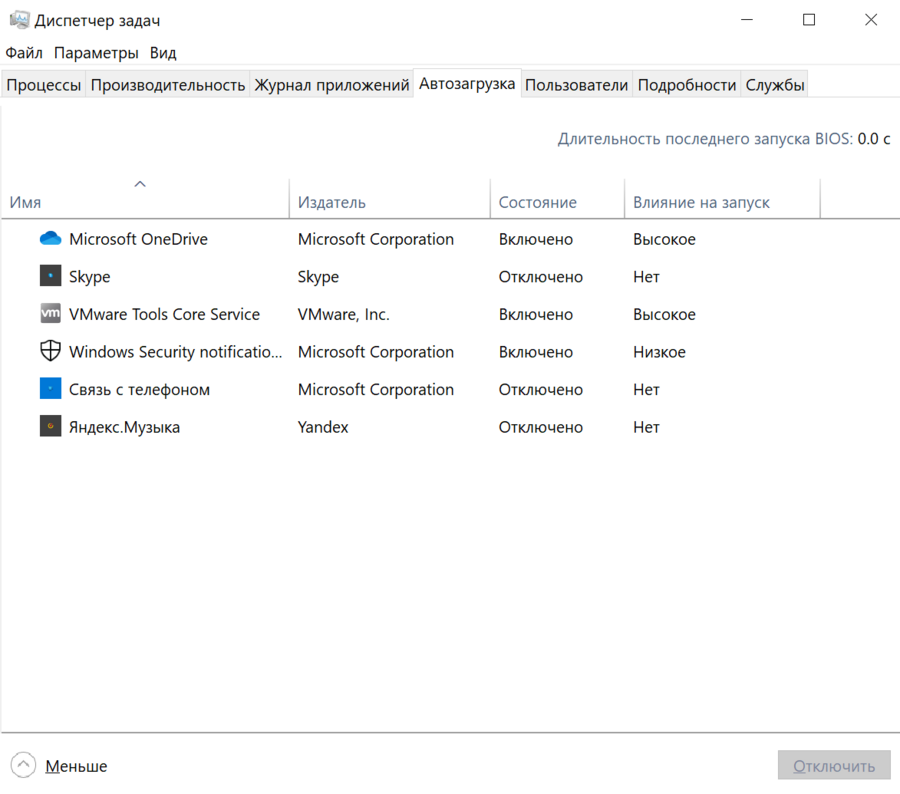 Диспетчер задач
Файл Параметры Вид
Процессы Производительность Журнал приложений Автозагрузка Пользователи Подробности Службы
Длительность последнего запуска BIOS: 0.0 с
Имя Издатель Состояние Влияние на запуск
Microsoft OneDrive Microsoft Corporation Включено Высокое
Skype Skype Отключено Нет
vm VMware Tools Core Service VMware, Inc. Включено Высокое
Windows Security notificatio... Microsoft Corporation Включено Низкое
Связь с телефоном Microsoft Corporation Отключено Нет
Яндекс.Музыка Yandex Отключено Нет
Меньше Отключить